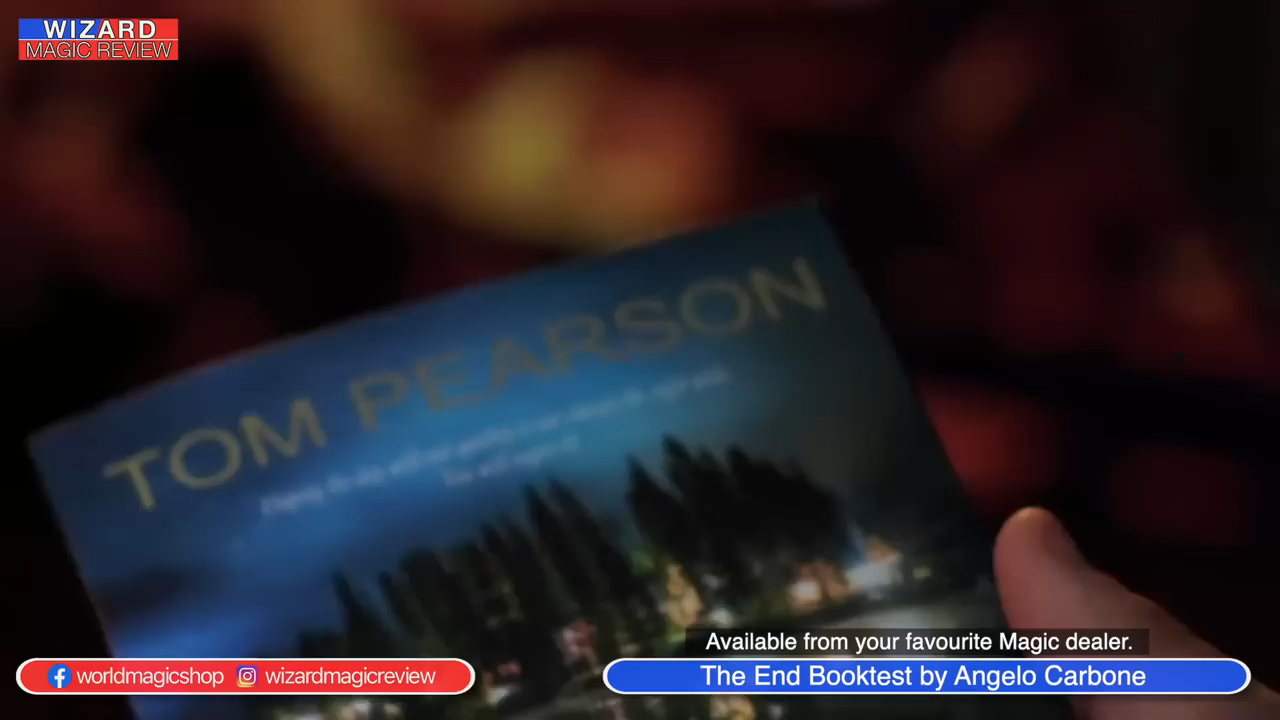 WIZARD
MAGIC REVIEW
TOM PEARSON
Available from your favourite Magic dealer.
worldmagicshop wizardmagicreview
The End Booktest by Angelo Carbone